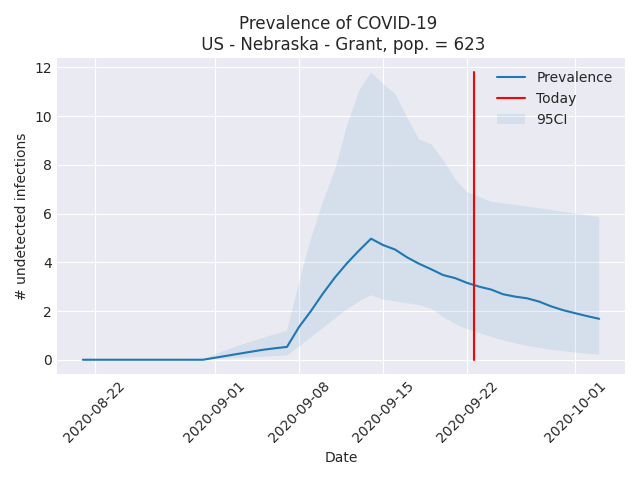 Prevalence of COVID-19
US - Nebraska - Grant, pop. = 623
Prevalence
Today
95CI
# undetected infections
12
10
8
6
4
2
0
2020-08-22
2020-09-01
2020-09-08
2020-09-15
2020-09-22
2020-10-01
Date